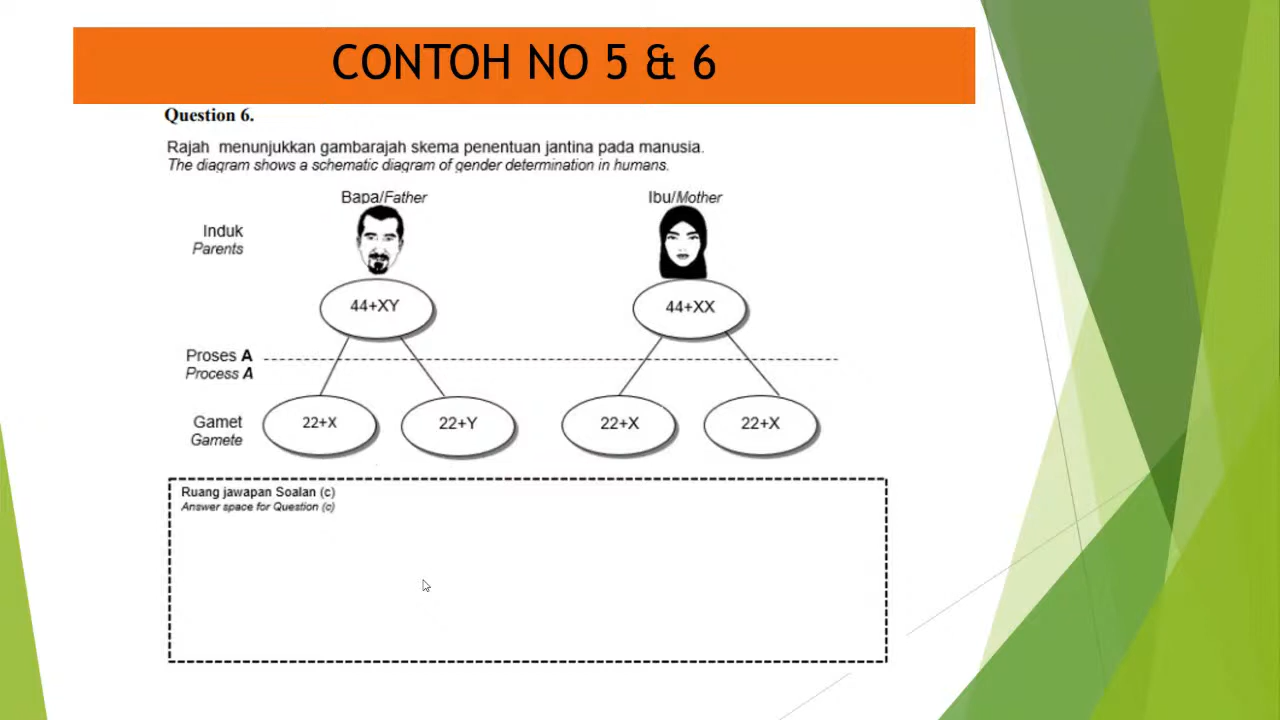 CONTOH NO 5 & 6
Question 6.
Rajah menunjukkan gambarajah skema penentuan jantina pada manusia.
The diagram shows a schematic diagram of gender determination in humans.
Bapa/Father
Ibu/Mother
Induk
Parents
44+XY
44+XX
Proses A
Process A
Gamet
Gamete
22+X
22+Y
22+X
22+X
Ruang jawapan Soalan (c)
Answer space for Question (c)